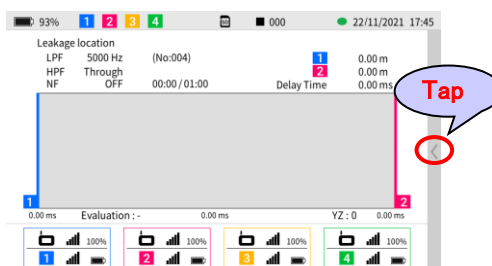 93% 1 2 3 4 000 22/11/2021 17:45
Leakage location
LPF 5000 Hz (No:004) 1 0.00 m
HPF Through 2 0.00 m
NF OFF 00:00 / 01:00 Delay Time 0.00 ms
Tap
1 2
0.00 ms Evaluation : - 0.00 ms YZ : 0 0.00 ms
100% 100% 100% 100%
1 2 3 4